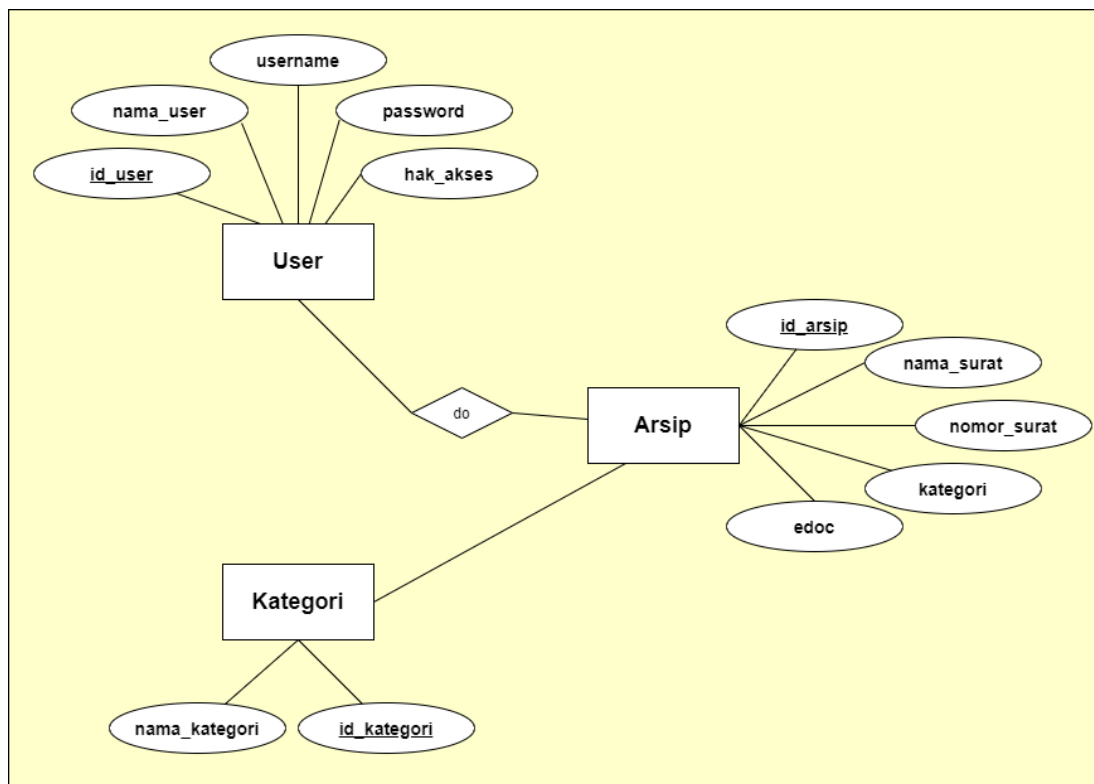 username
nama_user
password
id_user
hak_akses
User
id_arsip
nama_surat
do
Arsip
nomor_surat
kategori
edoc
Kategori
nama_kategori
id_kategori